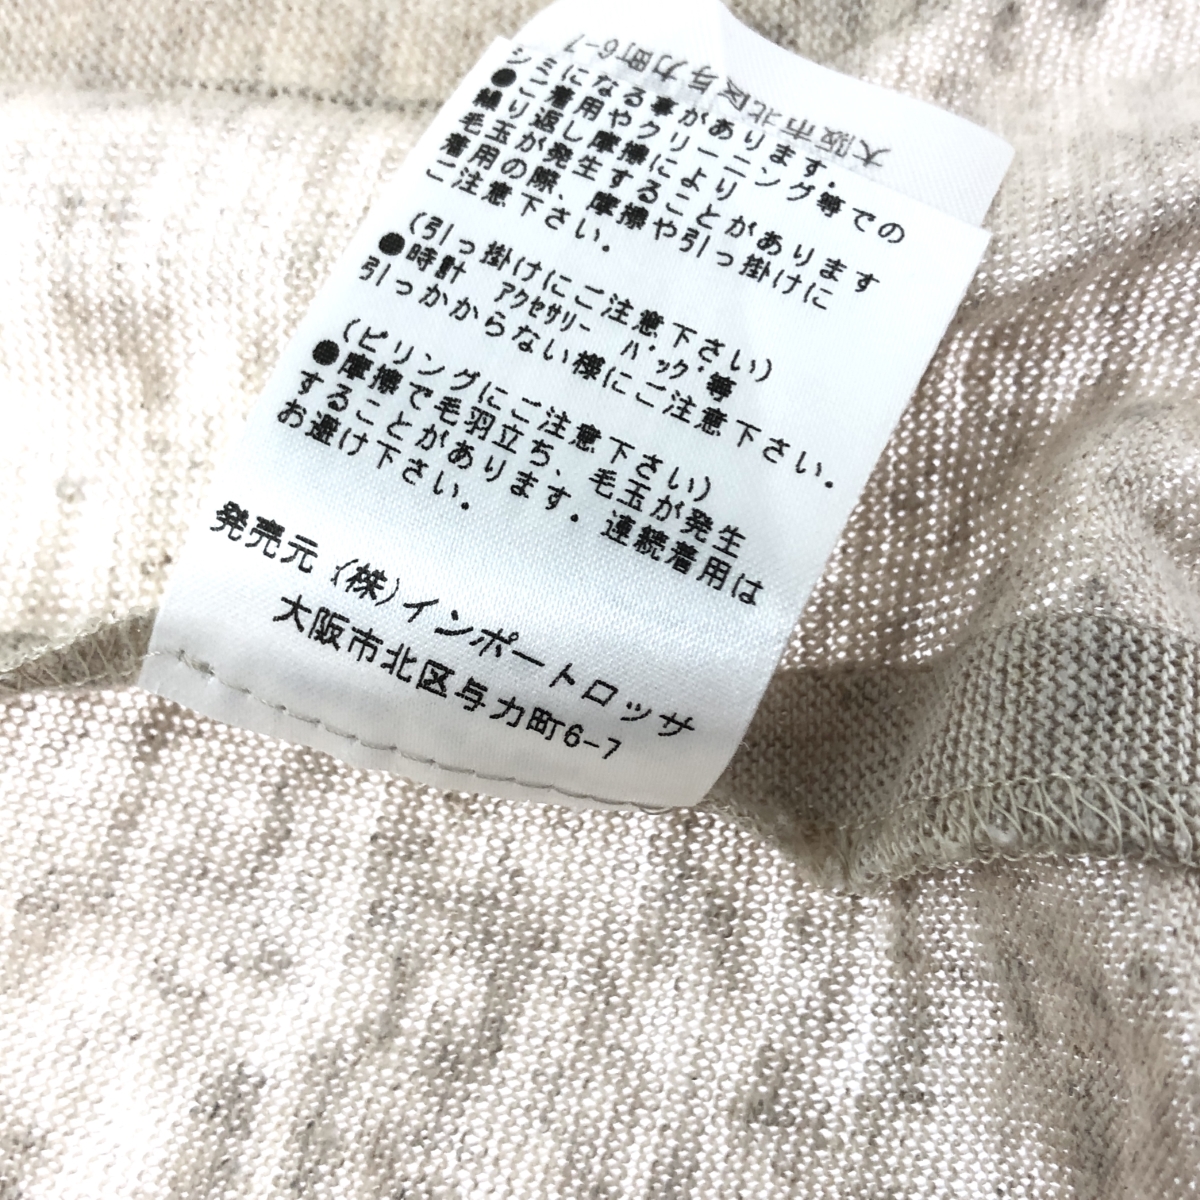 シミになる事があります.
●ご着用やクリーニング等での
繰り返し摩擦により
毛玉が発生することがあります
着用の際、摩擦や引っ掛けに
ご注意下さい.
(引っ掛けにご注意下さい)
●時計 アクセサリー バッグ等
引っかからない様にご注意下さい.
(ピリングにご注意下さい)
●摩擦で毛羽立ち、毛玉が発生
することがあります. 連続着用は
お避け下さい.
発売元 (株)インポートロッサ
大阪市北区与力町6-7
大阪市北区与力町6-7